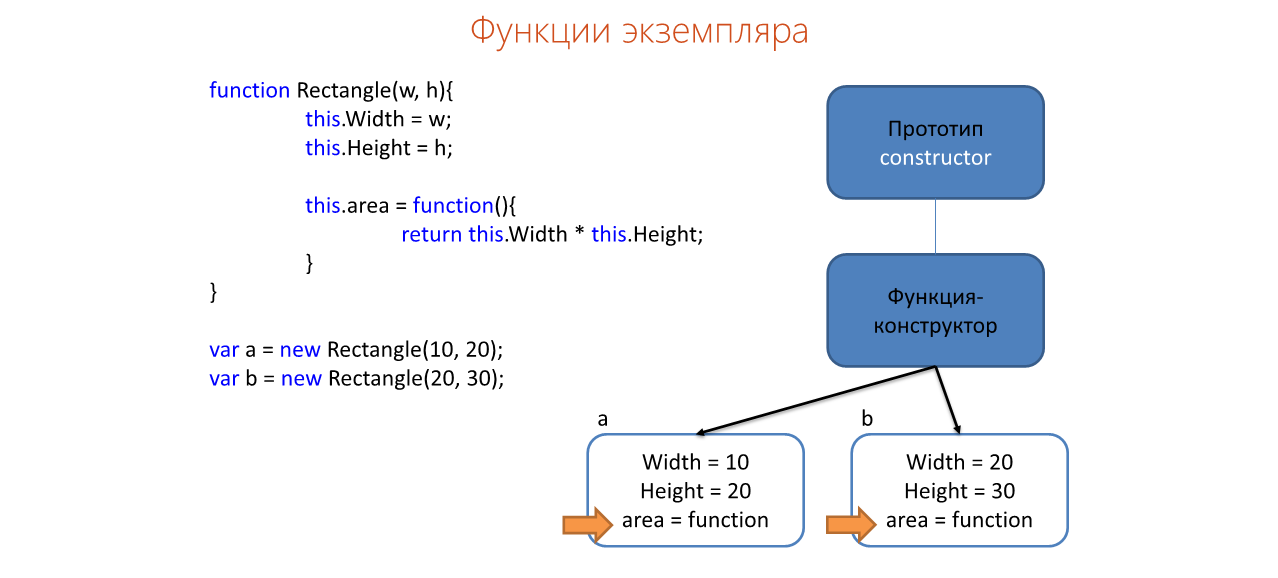 Функции экземпляра
function Rectangle(w, h){
this.Width = w;
this.Height = h;
this.area = function(){
return this.Width * this.Height;
}
}
var a = new Rectangle(10, 20);
var b = new Rectangle(20, 30);
Прототип
constructor
Функция-
конструктор
a
Width = 10
Height = 20
area = function
b
Width = 20
Height = 30
area = function